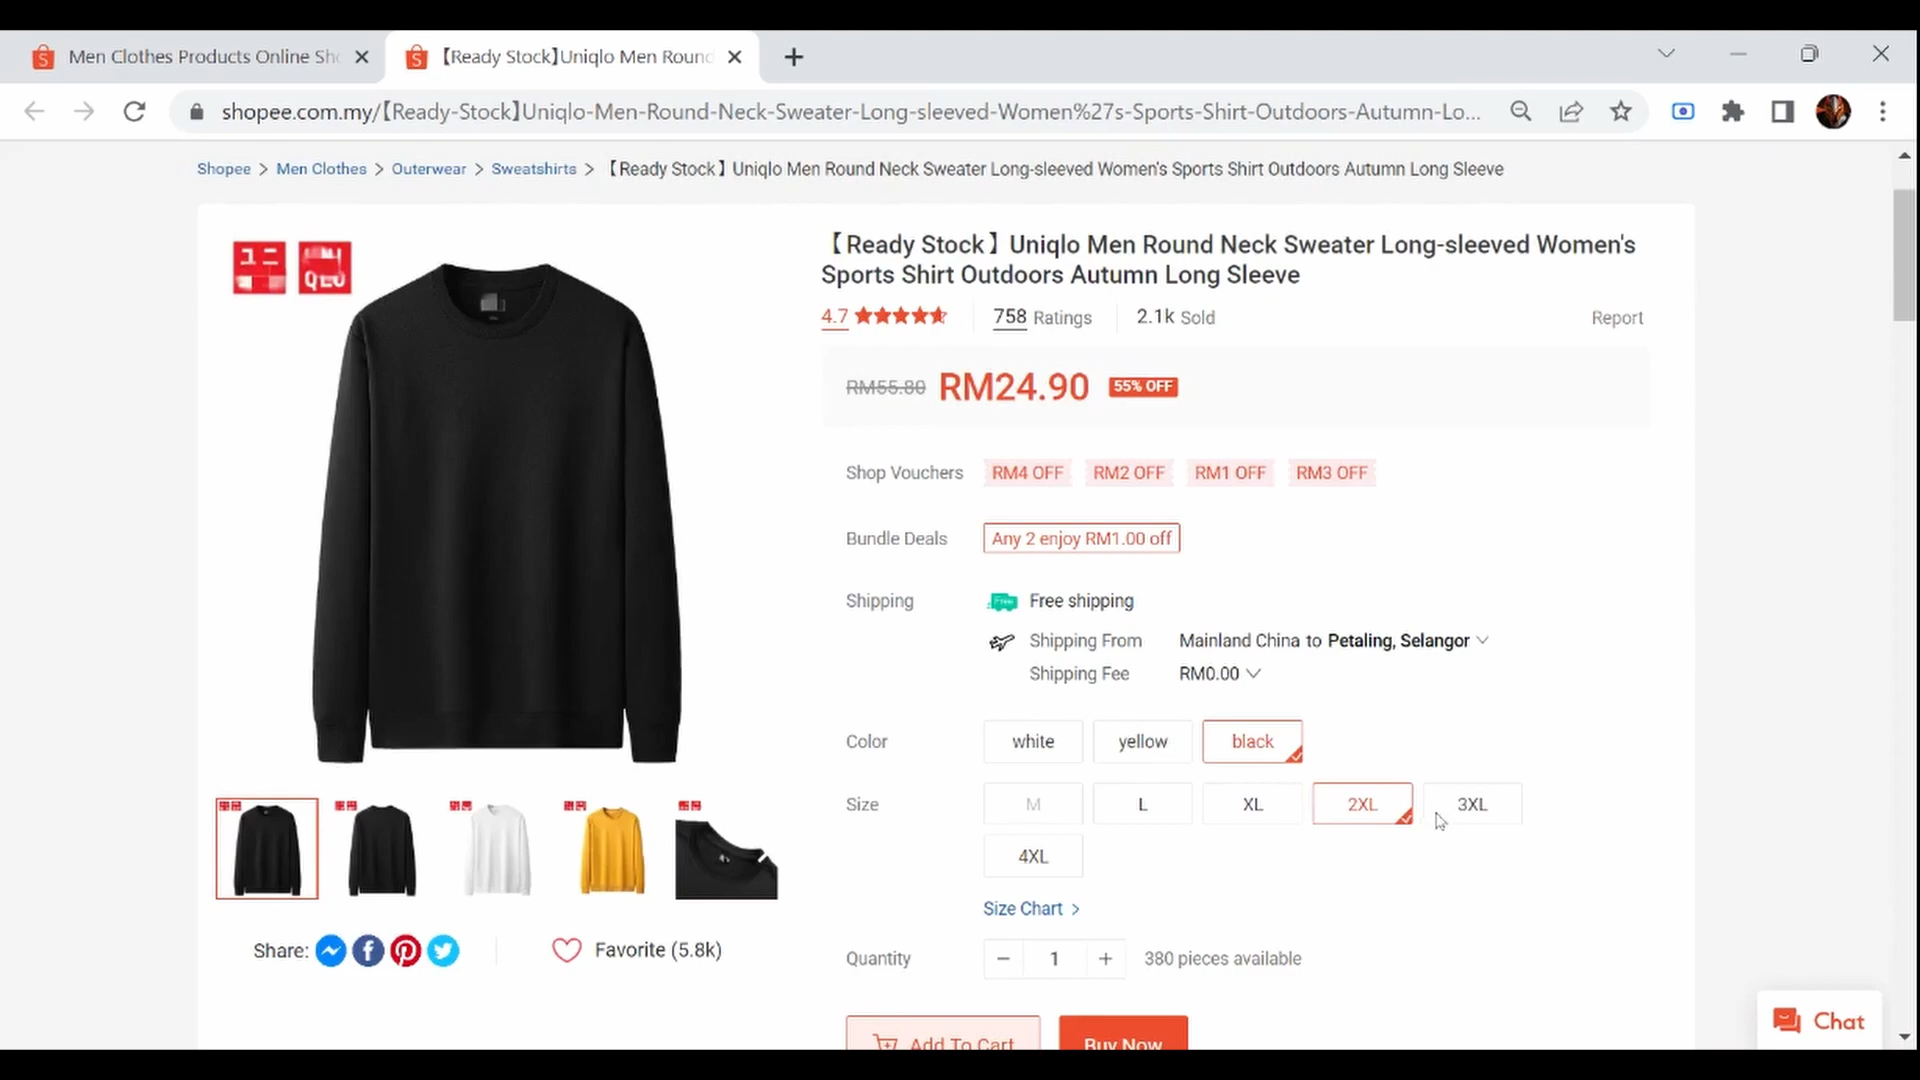 Men Clothes Products Online Sho
【Ready Stock】Uniqlo Men Round
shopee.com.my/【Ready-Stock】Uniqlo-Men-Round-Neck-Sweater-Long-sleeved-Women%27s-Sports-Shirt-Outdoors-Autumn-Lo...
Shopee > Men Clothes > Outerwear > Sweatshirts > 【Ready Stock】Uniqlo Men Round Neck Sweater Long-sleeved Women's Sports Shirt Outdoors Autumn Long Sleeve
【Ready Stock】Uniqlo Men Round Neck Sweater Long-sleeved Women's
Sports Shirt Outdoors Autumn Long Sleeve
4.7 758 Ratings 2.1k Sold Report
RM55.80 RM24.90 55% OFF
Shop Vouchers RM4 OFF RM2 OFF RM1 OFF RM3 OFF
Bundle Deals Any 2 enjoy RM1.00 off
Shipping Free shipping
Shipping From Mainland China to Petaling, Selangor
Shipping Fee RM0.00
Color white yellow black
Size M L XL 2XL 3XL
4XL
Size Chart >
Share: Favorite (5.8k)
Quantity − 1 + 380 pieces available
Add To Cart Buy Now
Chat